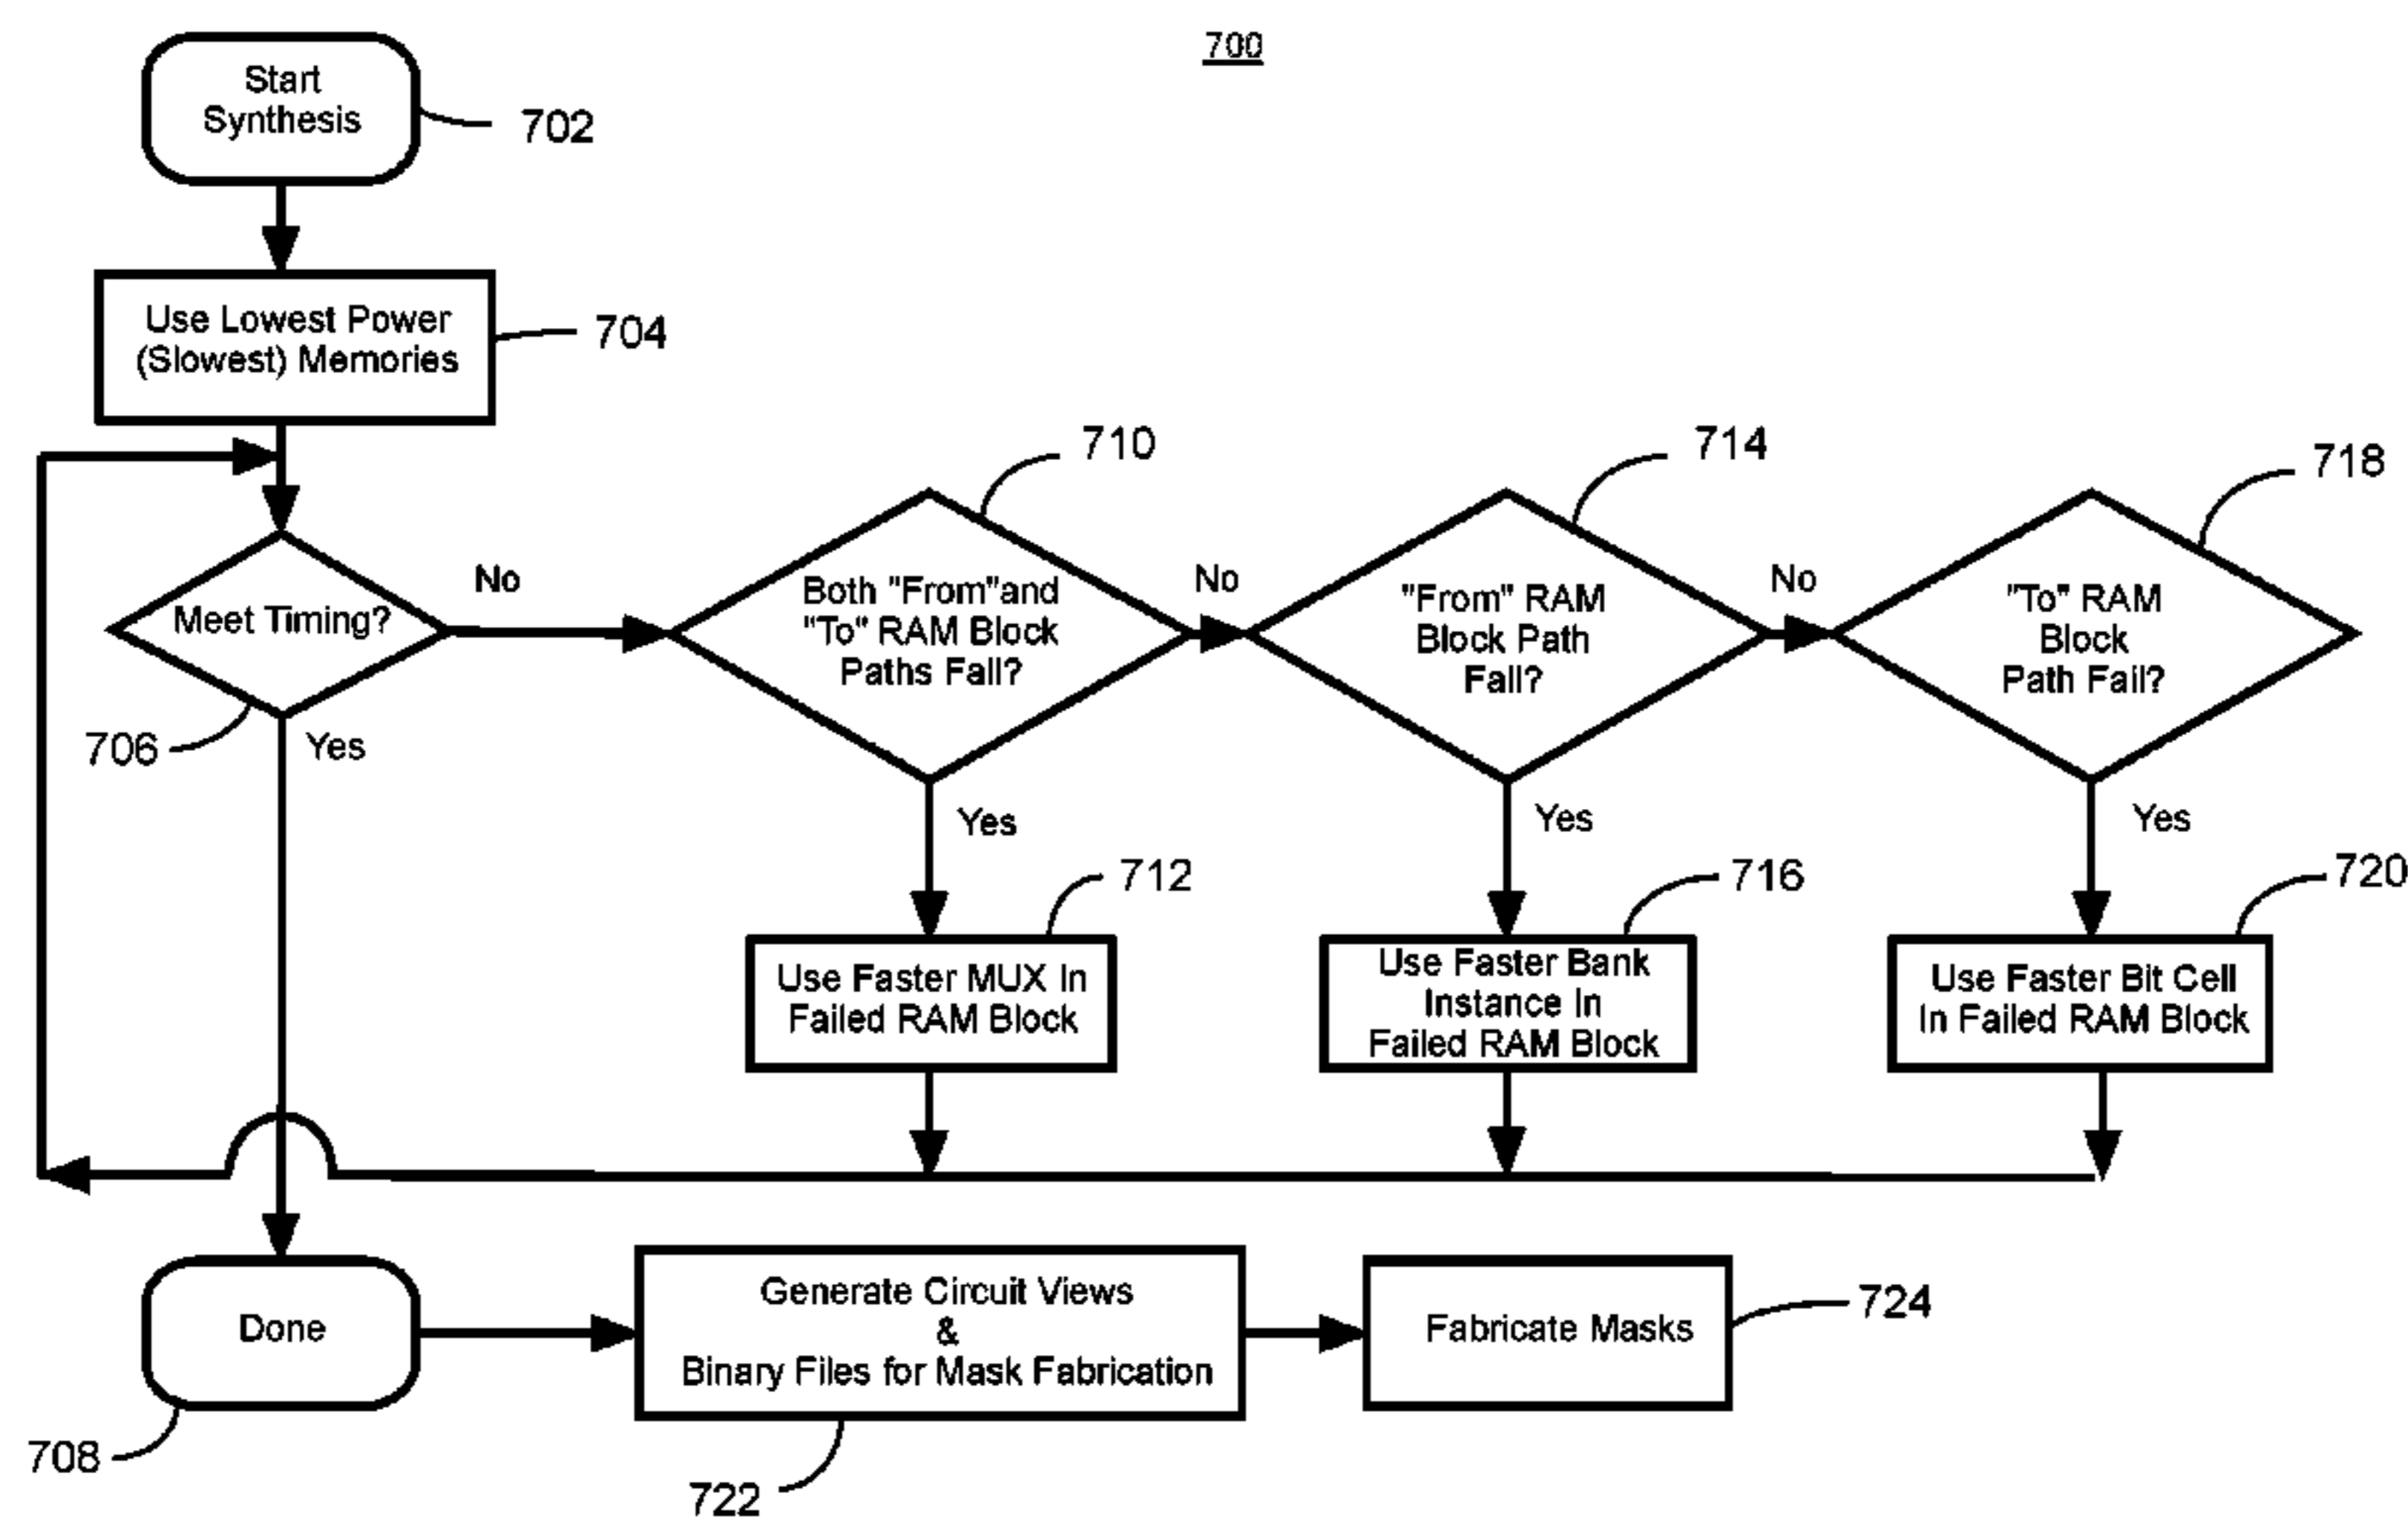 700
Start
Synthesis
702
Use Lowest Power
(Slowest) Memories
704
Meet Timing?
706
No
Yes
Both "From"and
"To" RAM Block
Paths Fall?
710
No
Yes
"From" RAM
Block Path
Fall?
714
No
Yes
"To" RAM
Block
Path Fail?
718
Yes
Use Faster MUX In
Failed RAM Block
712
Use Faster Bank
Instance In
Failed RAM Block
716
Use Faster Bit Cell
In Failed RAM Block
720
Done
708
Generate Circuit Views
&
Binary Files for Mask Fabrication
722
Fabricate Masks
724